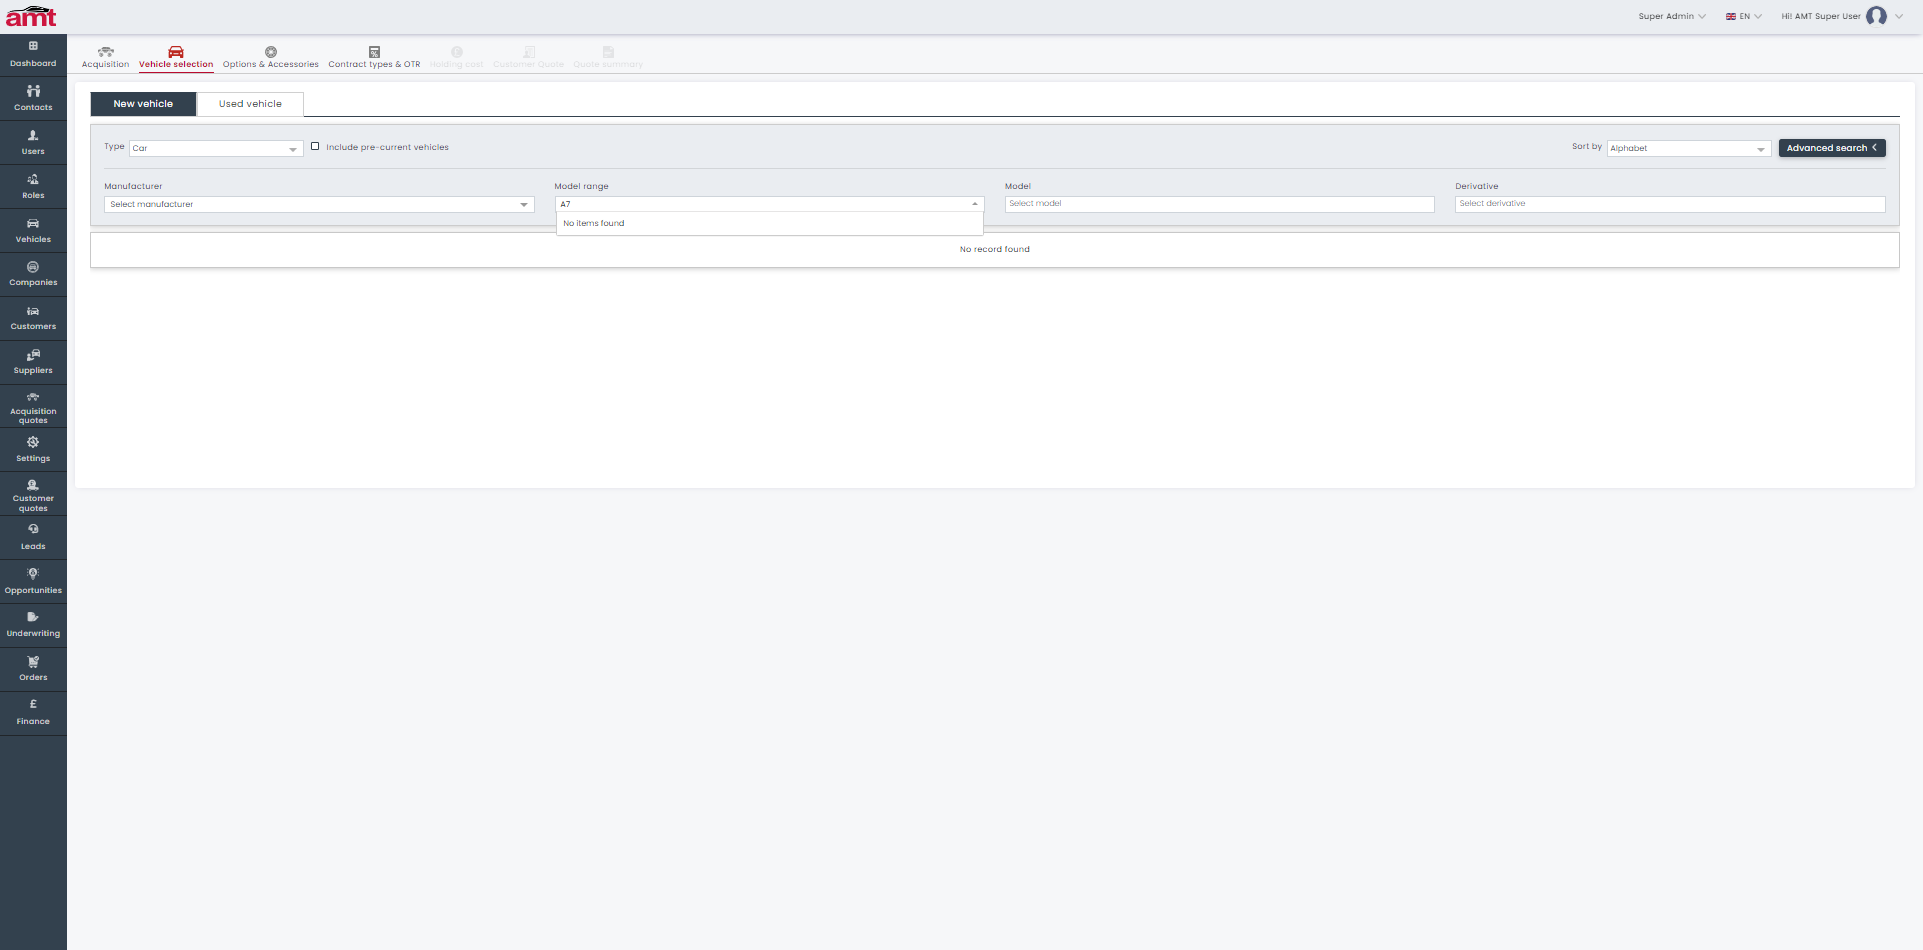 amt
Super Admin
EN
Hi! AMT Super User
Dashboard
Contacts
Users
Roles
Vehicles
Companies
Customers
Suppliers
Acquisition
quotes
Settings
Customer
quotes
Leads
Opportunities
Underwriting
Orders
Finance
Acquisition
Vehicle selection
Options & Accessories
Contract types & OTR
Holding cost
Customer Quote
Quote summary
New vehicle
Used vehicle
Type
Car
Include pre-current vehicles
Sort by
Alphabet
Advanced search
Manufacturer
Model range
Model
Derivative
Select manufacturer
A7
Select model
Select derivative
No items found
No record found